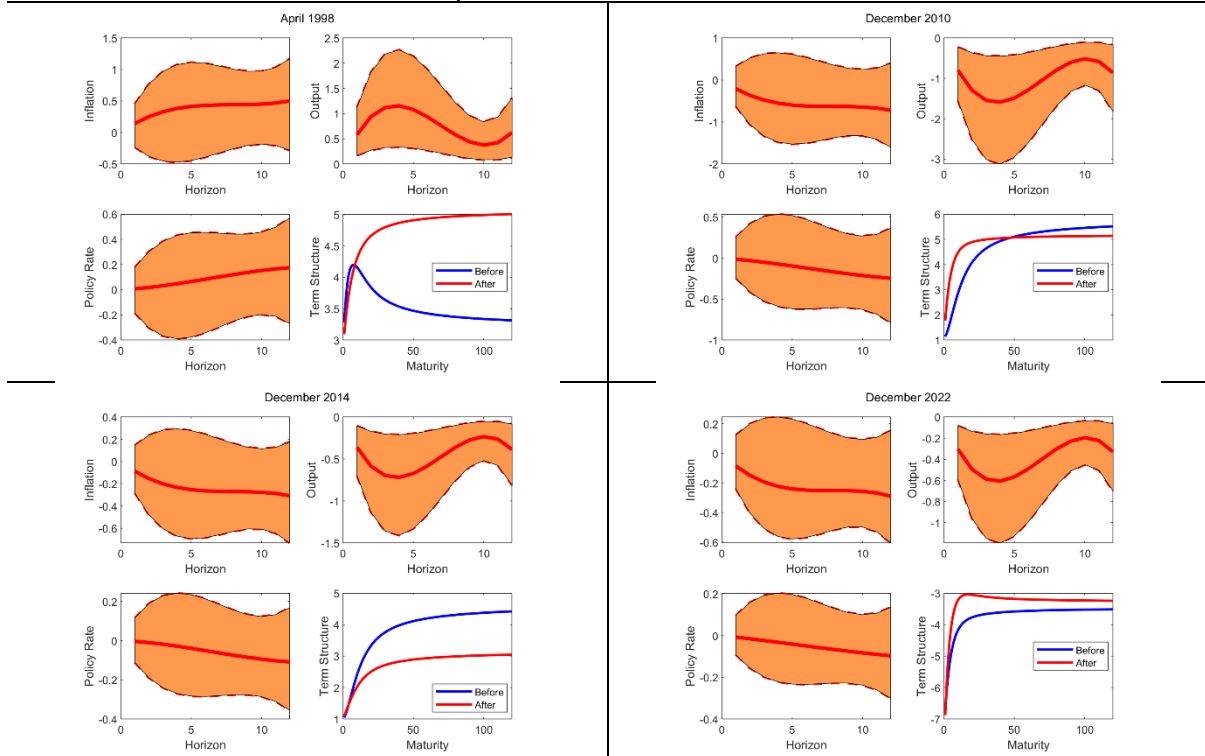 April 1998
1.5
1
0.5
0
-0.5
Inflation
0
5
10
Horizon
2.5
2
1.5
1
0.5
0
Output
0
5
10
Horizon
0.6
0.4
0.2
0
-0.2
-0.4
Policy Rate
0
5
10
Horizon
5
4.5
4
3.5
3
Term Structure
Before
After
0
50
100
Maturity
December 2010
1
0
-1
-2
Inflation
0
5
10
Horizon
0
-1
-2
-3
Output
0
5
10
Horizon
0.5
0
-0.5
-1
Policy Rate
0
5
10
Horizon
6
5
4
3
2
1
Term Structure
Before
After
0
50
100
Maturity
December 2014
0.4
0.2
0
-0.2
-0.4
-0.6
Inflation
0
5
10
Horizon
0
-0.5
-1
-1.5
Output
0
5
10
Horizon
0.2
0
-0.2
-0.4
Policy Rate
0
5
10
Horizon
5
4
3
2
1
Term Structure
Before
After
0
50
100
Maturity
December 2022
0.2
0
-0.2
-0.4
-0.6
Inflation
0
5
10
Horizon
0
-0.2
-0.4
-0.6
-0.8
-1
Output
0
5
10
Horizon
0.2
0
-0.2
-0.4
Policy Rate
0
5
10
Horizon
-3
-4
-5
-6
-7
Term Structure
Before
After
0
50
100
Maturity